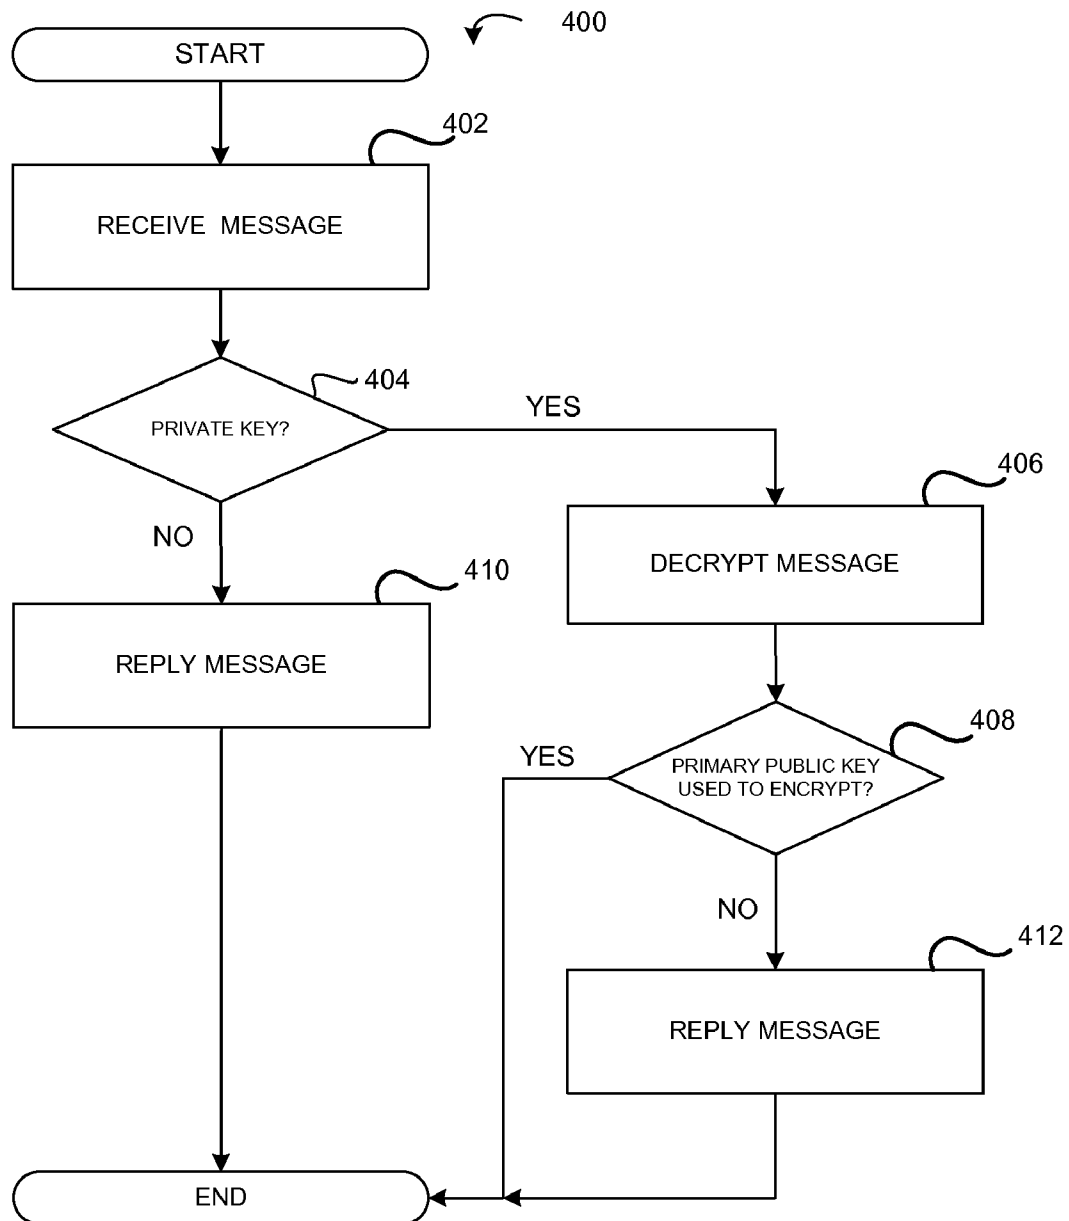 400
START
402
RECEIVE MESSAGE
404
PRIVATE KEY?
YES
406
NO
DECRYPT MESSAGE
410
REPLY MESSAGE
408
YES
PRIMARY PUBLIC KEY
USED TO ENCRYPT?
NO
412
REPLY MESSAGE
END